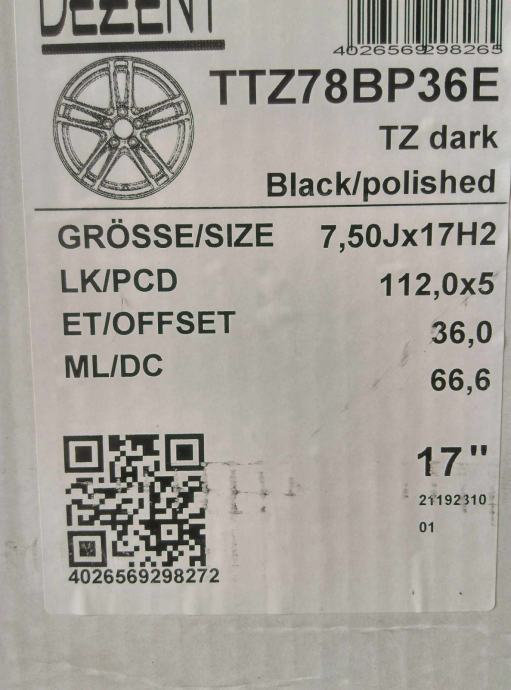 DEZENT
4026569298265
TTZ78BP36E
TZ dark
Black/polished
GRÖSSE/SIZE 7,50Jx17H2
LK/PCD 112,0x5
ET/OFFSET 36,0
ML/DC 66,6
17"
21192310
01
4026569298272